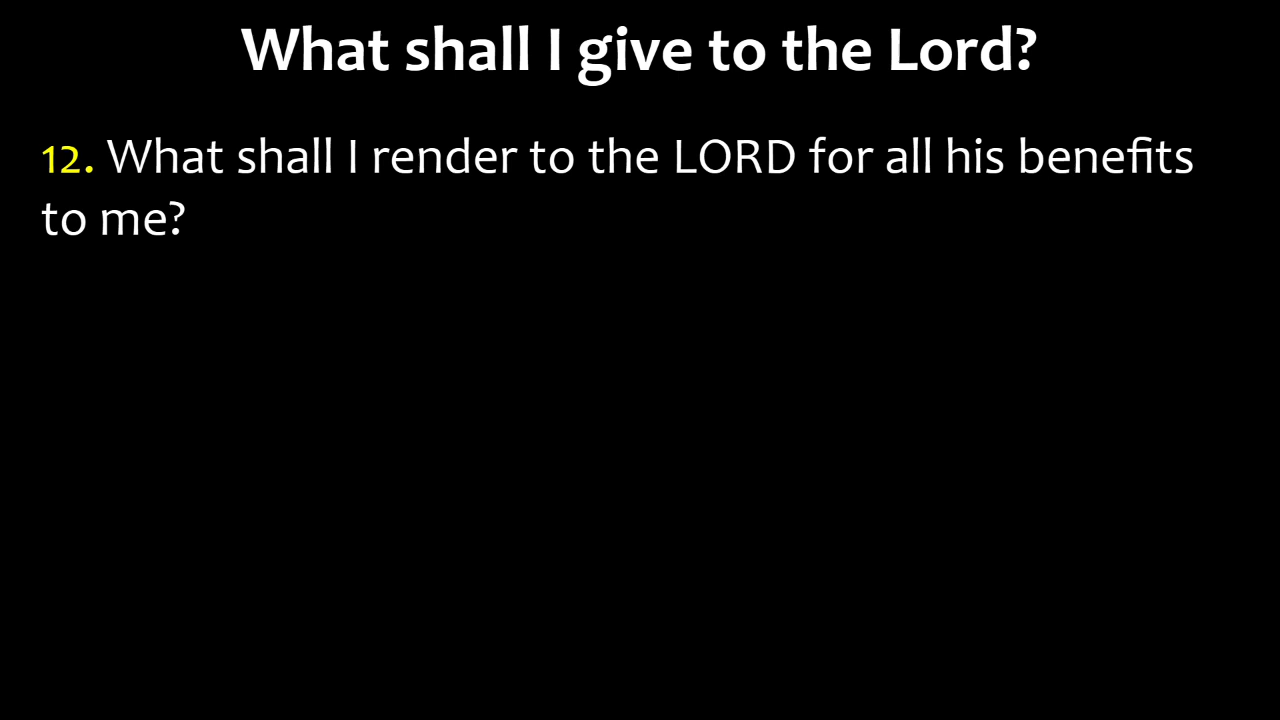 What shall I give to the Lord?
12. What shall I render to the LORD for all his benefits
to me?